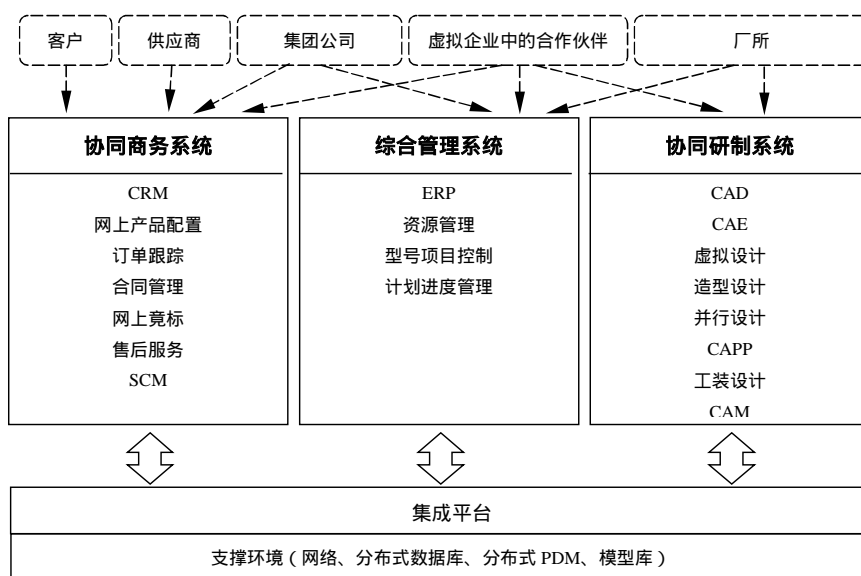 客户
供应商
集团公司
虚拟企业中的合作伙伴
厂所
协同商务系统
CRM
网上产品配置
订单跟踪
合同管理
网上竟标
售后服务
SCM
综合管理系统
ERP
资源管理
型号项目控制
计划进度管理
协同研制系统
CAD
CAE
虚拟设计
造型设计
并行设计
CAPP
工装设计
CAM
集成平台
支撑环境（网络、分布式数据库、分布式 PDM、模型库）